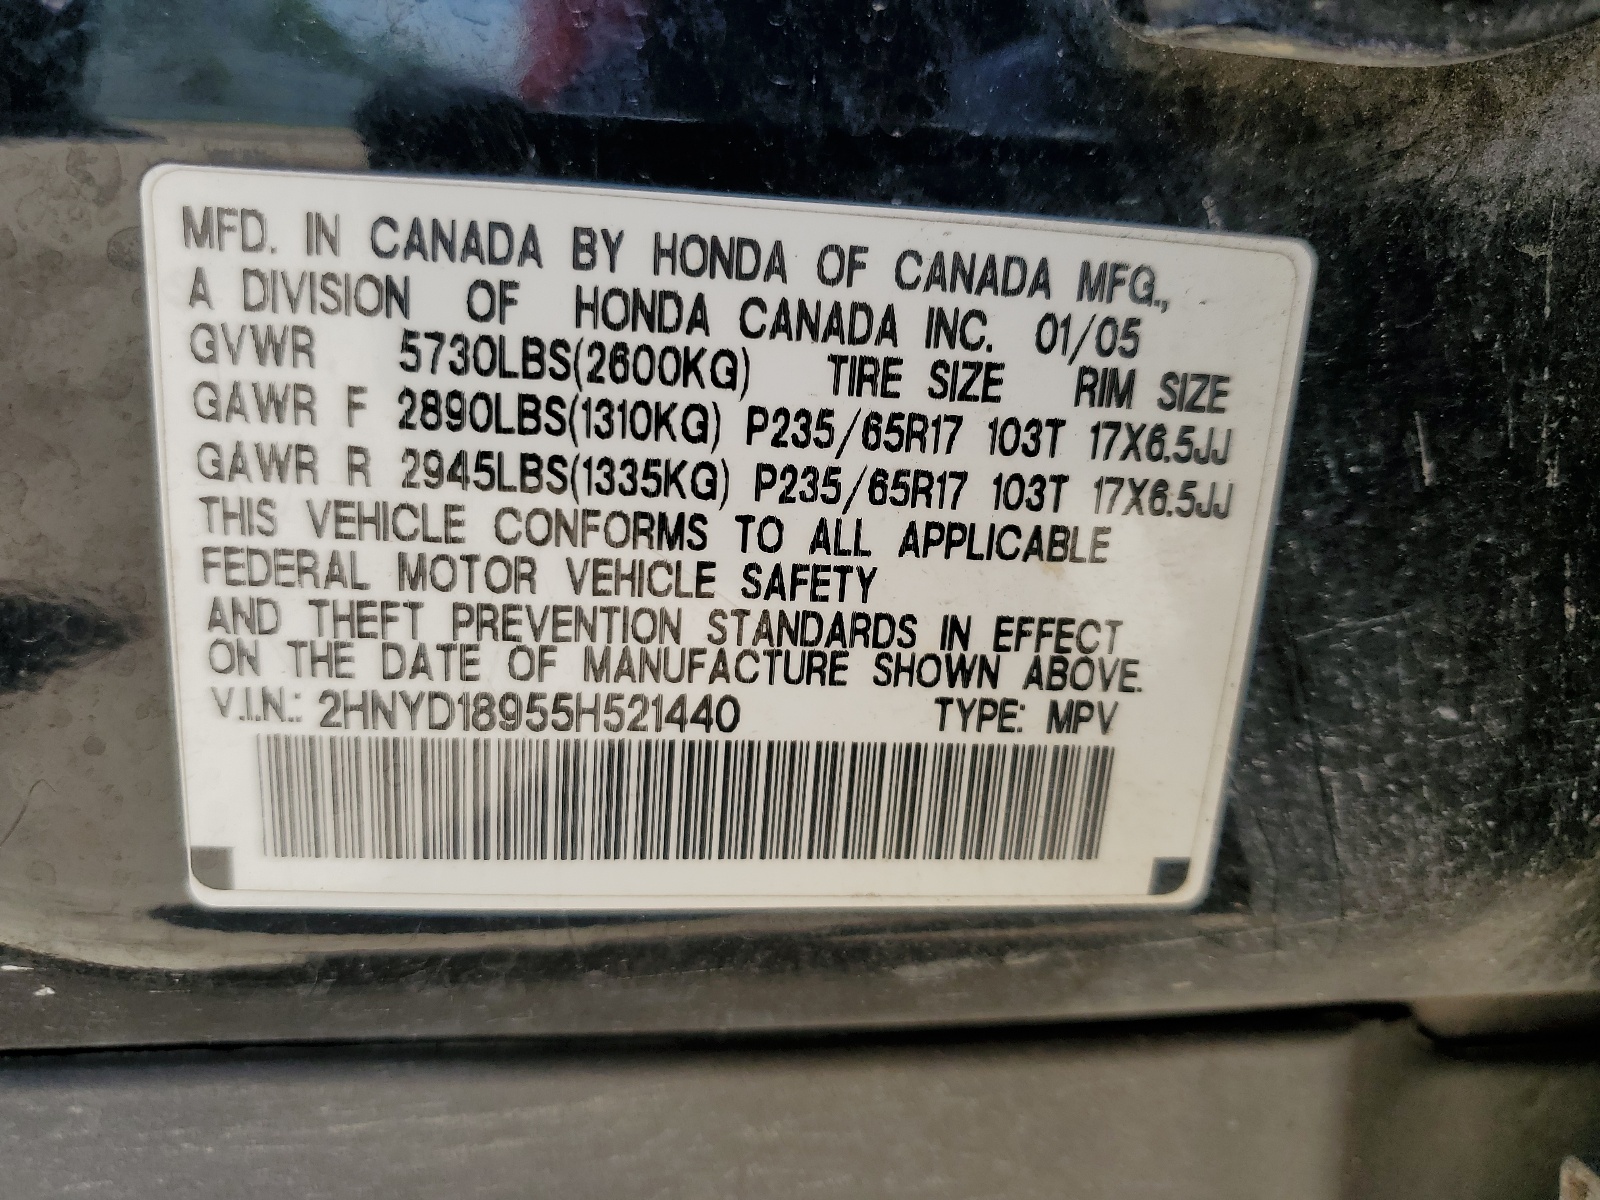 MFD. IN CANADA BY HONDA OF CANADA MFG.,
A DIVISION OF HONDA CANADA INC. 01/05
GVWR 5730LBS(2600KG) TIRE SIZE RIM SIZE
GAWR F 2890LBS(1310KG) P235/65R17 103T 17X6.5JJ
GAWR R 2945LBS(1335KG) P235/65R17 103T 17X6.5JJ
THIS VEHICLE CONFORMS TO ALL APPLICABLE
FEDERAL MOTOR VEHICLE SAFETY
AND THEFT PREVENTION STANDARDS IN EFFECT
ON THE DATE OF MANUFACTURE SHOWN ABOVE.
V.I.N.: 2HNYD18955H521440 TYPE: MPV